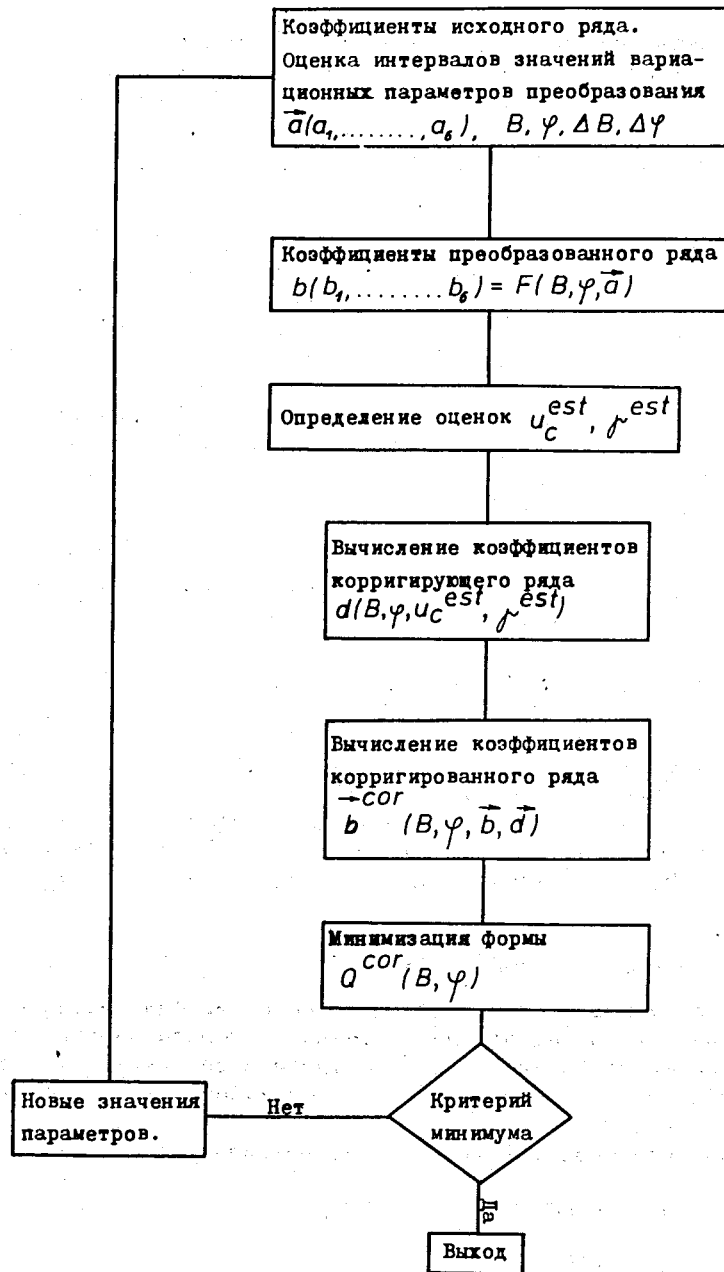 Коэффициенты исходного ряда.
Оценка интервалов значений вариа-
ционных параметров преобразования
a⃗(a₁,........,a₆), B, φ, ΔB, Δφ
Коэффициенты преобразованного ряда
b(b₁,........b₆) = F(B,φ,a⃗)
Определение оценок u_c^est, γ^est
Вычисление коэффициентов
корригирующего ряда
d(B,φ,u_c^est, γ^est)
Вычисление коэффициентов
корригированного ряда
b⃗^cor (B,φ,b⃗,d⃗)
Минимизация формы
Q^cor(B,φ)
Критерий
минимума
Нет
Новые значения
параметров.
Да
Выход